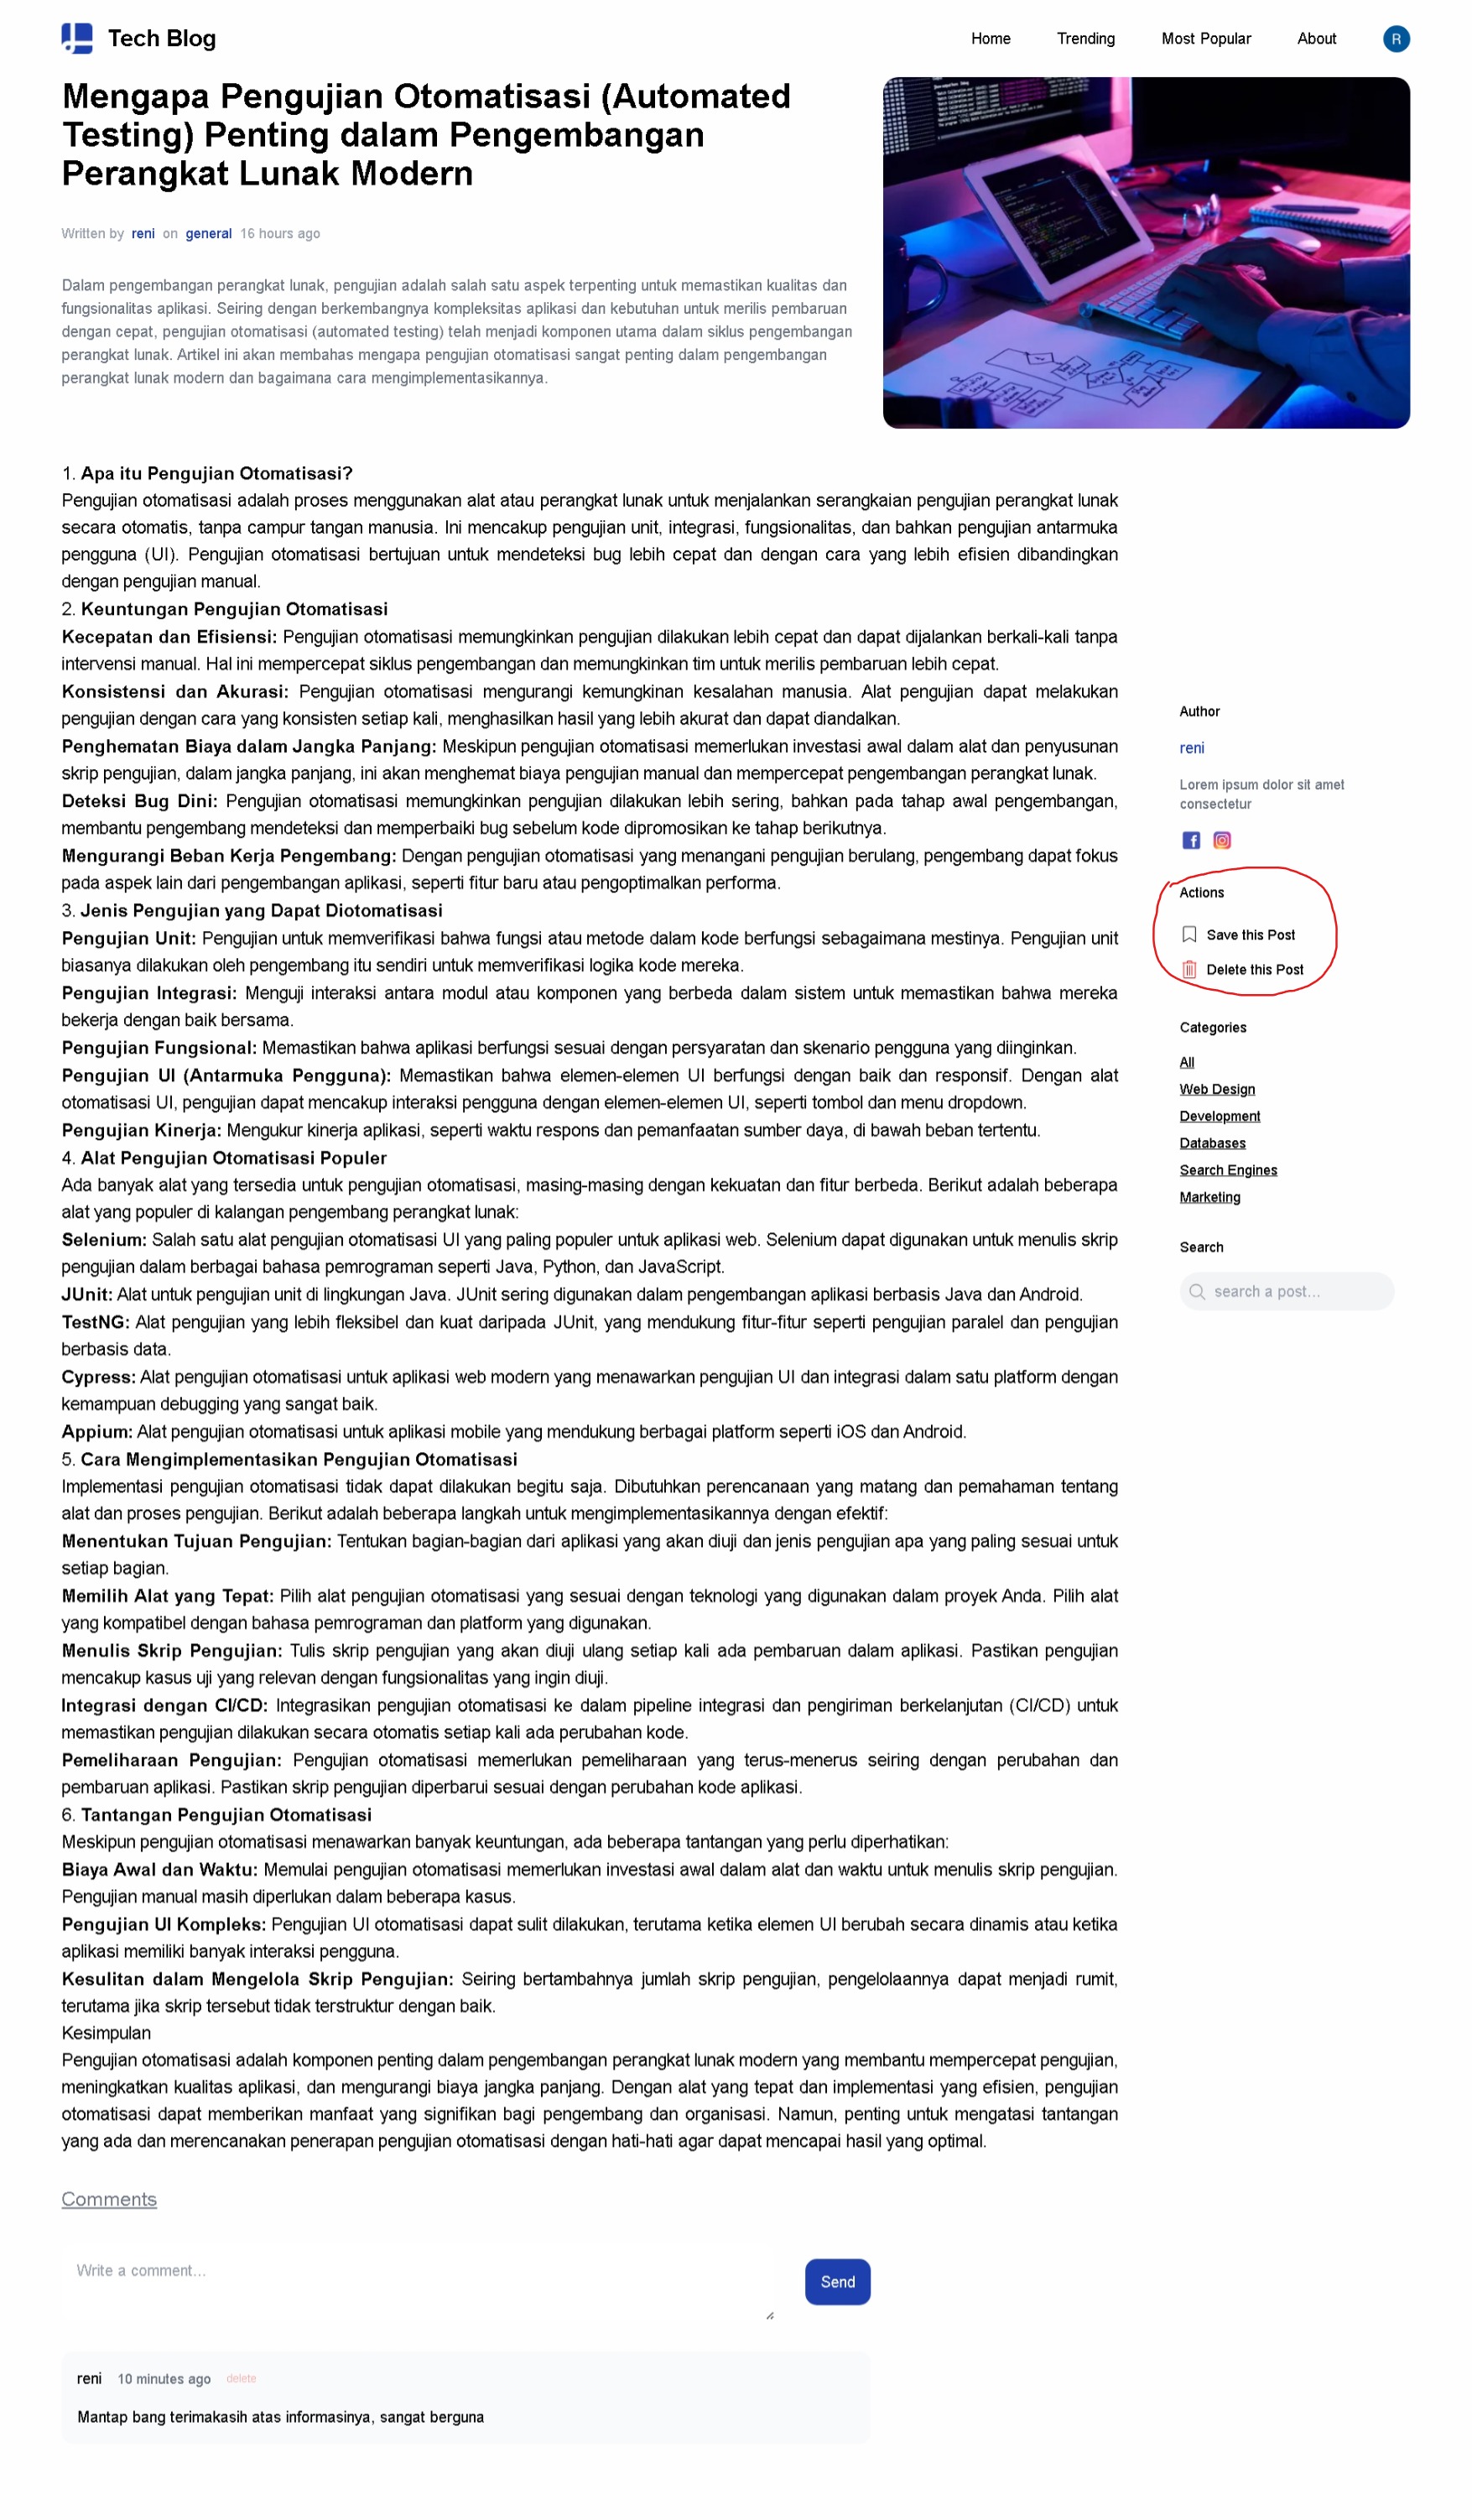 Tech Blog
Home Trending Most Popular About R
Mengapa Pengujian Otomatisasi (Automated
Testing) Penting dalam Pengembangan
Perangkat Lunak Modern
Written by reni on general 16 hours ago
Dalam pengembangan perangkat lunak, pengujian adalah salah satu aspek terpenting untuk memastikan kualitas dan
fungsionalitas aplikasi. Seiring dengan berkembangnya kompleksitas aplikasi dan kebutuhan untuk merilis pembaruan
dengan cepat, pengujian otomatisasi (automated testing) telah menjadi komponen utama dalam siklus pengembangan
perangkat lunak. Artikel ini akan membahas mengapa pengujian otomatisasi sangat penting dalam pengembangan
perangkat lunak modern dan bagaimana cara mengimplementasikannya.
1. Apa itu Pengujian Otomatisasi?
Pengujian otomatisasi adalah proses menggunakan alat atau perangkat lunak untuk menjalankan serangkaian pengujian perangkat lunak
secara otomatis, tanpa campur tangan manusia. Ini mencakup pengujian unit, integrasi, fungsionalitas, dan bahkan pengujian antarmuka
pengguna (UI). Pengujian otomatisasi bertujuan untuk mendeteksi bug lebih cepat dan dengan cara yang lebih efisien dibandingkan
dengan pengujian manual.
2. Keuntungan Pengujian Otomatisasi
Kecepatan dan Efisiensi: Pengujian otomatisasi memungkinkan pengujian dilakukan lebih cepat dan dapat dijalankan berkali-kali tanpa
intervensi manual. Hal ini mempercepat siklus pengembangan dan memungkinkan tim untuk merilis pembaruan lebih cepat.
Konsistensi dan Akurasi: Pengujian otomatisasi mengurangi kemungkinan kesalahan manusia. Alat pengujian dapat melakukan
pengujian dengan cara yang konsisten setiap kali, menghasilkan hasil yang lebih akurat dan dapat diandalkan.
Penghematan Biaya dalam Jangka Panjang: Meskipun pengujian otomatisasi memerlukan investasi awal dalam alat dan penyusunan
skrip pengujian, dalam jangka panjang, ini akan menghemat biaya pengujian manual dan mempercepat pengembangan perangkat lunak.
Deteksi Bug Dini: Pengujian otomatisasi memungkinkan pengujian dilakukan lebih sering, bahkan pada tahap awal pengembangan,
membantu pengembang mendeteksi dan memperbaiki bug sebelum kode dipromosikan ke tahap berikutnya.
Mengurangi Beban Kerja Pengembang: Dengan pengujian otomatisasi yang menangani pengujian berulang, pengembang dapat fokus
pada aspek lain dari pengembangan aplikasi, seperti fitur baru atau pengoptimalkan performa.
3. Jenis Pengujian yang Dapat Diotomatisasi
Pengujian Unit: Pengujian untuk memverifikasi bahwa fungsi atau metode dalam kode berfungsi sebagaimana mestinya. Pengujian unit
biasanya dilakukan oleh pengembang itu sendiri untuk memverifikasi logika kode mereka.
Pengujian Integrasi: Menguji interaksi antara modul atau komponen yang berbeda dalam sistem untuk memastikan bahwa mereka
bekerja dengan baik bersama.
Pengujian Fungsional: Memastikan bahwa aplikasi berfungsi sesuai dengan persyaratan dan skenario pengguna yang diinginkan.
Pengujian UI (Antarmuka Pengguna): Memastikan bahwa elemen-elemen UI berfungsi dengan baik dan responsif. Dengan alat
otomatisasi UI, pengujian dapat mencakup interaksi pengguna dengan elemen-elemen UI, seperti tombol dan menu dropdown.
Pengujian Kinerja: Mengukur kinerja aplikasi, seperti waktu respons dan pemanfaatan sumber daya, di bawah beban tertentu.
4. Alat Pengujian Otomatisasi Populer
Ada banyak alat yang tersedia untuk pengujian otomatisasi, masing-masing dengan kekuatan dan fitur berbeda. Berikut adalah beberapa
alat yang populer di kalangan pengembang perangkat lunak:
Selenium: Salah satu alat pengujian otomatisasi UI yang paling populer untuk aplikasi web. Selenium dapat digunakan untuk menulis skrip
pengujian dalam berbagai bahasa pemrograman seperti Java, Python, dan JavaScript.
JUnit: Alat untuk pengujian unit di lingkungan Java. JUnit sering digunakan dalam pengembangan aplikasi berbasis Java dan Android.
TestNG: Alat pengujian yang lebih fleksibel dan kuat daripada JUnit, yang mendukung fitur-fitur seperti pengujian paralel dan pengujian
berbasis data.
Cypress: Alat pengujian otomatisasi untuk aplikasi web modern yang menawarkan pengujian UI dan integrasi dalam satu platform dengan
kemampuan debugging yang sangat baik.
Appium: Alat pengujian otomatisasi untuk aplikasi mobile yang mendukung berbagai platform seperti iOS dan Android.
5. Cara Mengimplementasikan Pengujian Otomatisasi
Implementasi pengujian otomatisasi tidak dapat dilakukan begitu saja. Dibutuhkan perencanaan yang matang dan pemahaman tentang
alat dan proses pengujian. Berikut adalah beberapa langkah untuk mengimplementasikannya dengan efektif:
Menentukan Tujuan Pengujian: Tentukan bagian-bagian dari aplikasi yang akan diuji dan jenis pengujian apa yang paling sesuai untuk
setiap bagian.
Memilih Alat yang Tepat: Pilih alat pengujian otomatisasi yang sesuai dengan teknologi yang digunakan dalam proyek Anda. Pilih alat
yang kompatibel dengan bahasa pemrograman dan platform yang digunakan.
Menulis Skrip Pengujian: Tulis skrip pengujian yang akan diuji ulang setiap kali ada pembaruan dalam aplikasi. Pastikan pengujian
mencakup kasus uji yang relevan dengan fungsionalitas yang ingin diuji.
Integrasi dengan CI/CD: Integrasikan pengujian otomatisasi ke dalam pipeline integrasi dan pengiriman berkelanjutan (CI/CD) untuk
memastikan pengujian dilakukan secara otomatis setiap kali ada perubahan kode.
Pemeliharaan Pengujian: Pengujian otomatisasi memerlukan pemeliharaan yang terus-menerus seiring dengan perubahan dan
pembaruan aplikasi. Pastikan skrip pengujian diperbarui sesuai dengan perubahan kode aplikasi.
6. Tantangan Pengujian Otomatisasi
Meskipun pengujian otomatisasi menawarkan banyak keuntungan, ada beberapa tantangan yang perlu diperhatikan:
Biaya Awal dan Waktu: Memulai pengujian otomatisasi memerlukan investasi awal dalam alat dan waktu untuk menulis skrip pengujian.
Pengujian manual masih diperlukan dalam beberapa kasus.
Pengujian UI Kompleks: Pengujian UI otomatisasi dapat sulit dilakukan, terutama ketika elemen UI berubah secara dinamis atau ketika
aplikasi memiliki banyak interaksi pengguna.
Kesulitan dalam Mengelola Skrip Pengujian: Seiring bertambahnya jumlah skrip pengujian, pengelolaannya dapat menjadi rumit,
terutama jika skrip tersebut tidak terstruktur dengan baik.
Kesimpulan
Pengujian otomatisasi adalah komponen penting dalam pengembangan perangkat lunak modern yang membantu mempercepat pengujian,
meningkatkan kualitas aplikasi, dan mengurangi biaya jangka panjang. Dengan alat yang tepat dan implementasi yang efisien, pengujian
otomatisasi dapat memberikan manfaat yang signifikan bagi pengembang dan organisasi. Namun, penting untuk mengatasi tantangan
yang ada dan merencanakan penerapan pengujian otomatisasi dengan hati-hati agar dapat mencapai hasil yang optimal.
Author
reni
Lorem ipsum dolor sit amet
consectetur
Actions
Save this Post
Delete this Post
Categories
All
Web Design
Development
Databases
Search Engines
Marketing
Search
search a post...
Comments
Write a comment...
Send
reni 10 minutes ago delete
Mantap bang terimakasih atas informasinya, sangat berguna